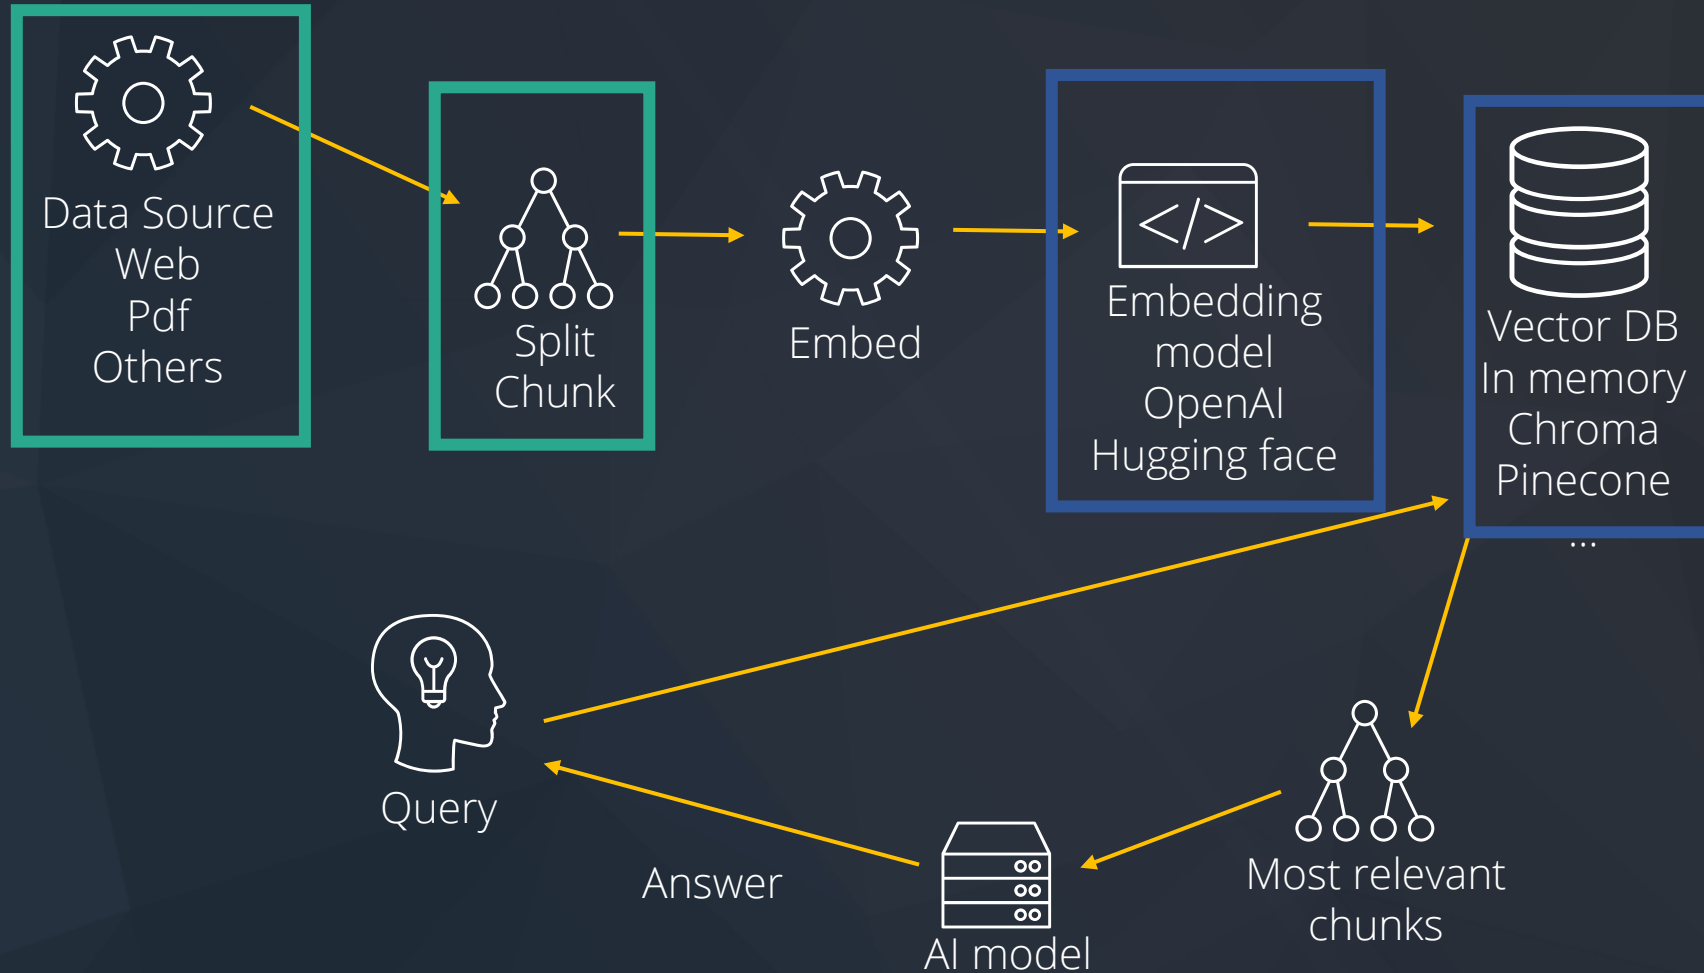 Data Source
Web
Pdf
Others
Split
Chunk
Embed
</>
Embedding
model
OpenAI
Hugging face
Vector DB
In memory
Chroma
Pinecone
...
Query
Answer
AI model
Most relevant
chunks